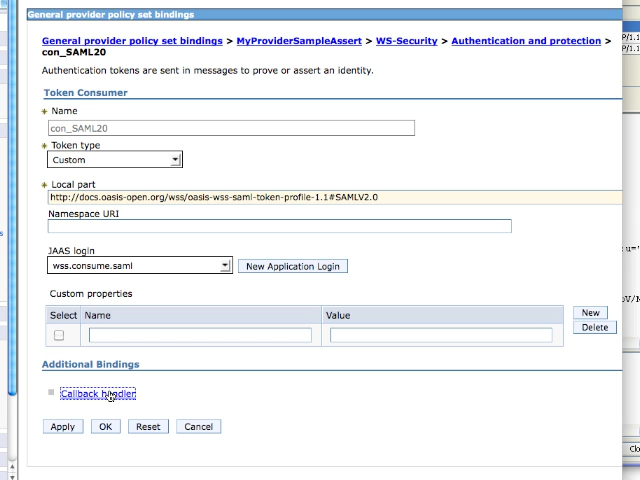 General provider policy set bindings
General provider policy set bindings > MyProviderSampleAssert > WS-Security > Authentication and protection >
con_SAML20
Authentication tokens are sent in messages to prove or assert an identity.
Token Consumer
Name
con_SAML20
Token type
Custom
Local part
http://docs.oasis-open.org/wss/oasis-wss-saml-token-profile-1.1#SAMLV2.0
Namespace URI
JAAS login
wss.consume.saml
New Application Login
Custom properties
Select Name Value
New
Delete
Additional Bindings
Callback handler
Apply OK Reset Cancel